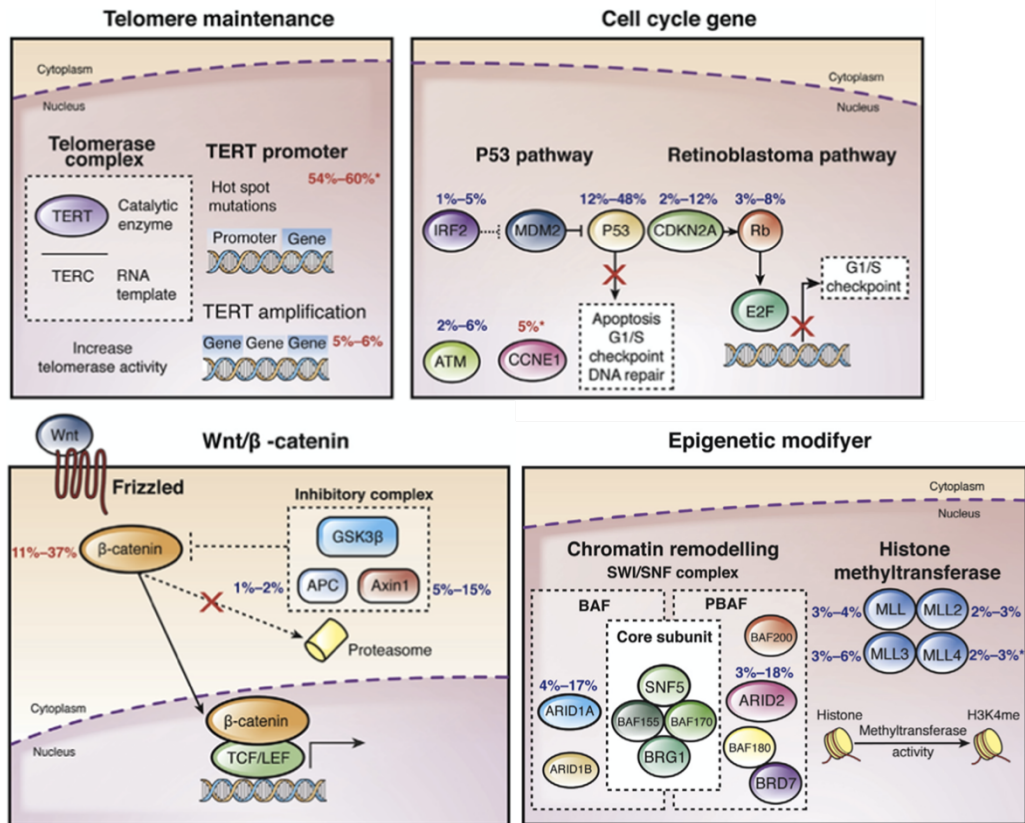 Telomere maintenance
Cytoplasm
Nucleus
Telomerase
complex
TERT
Catalytic
enzyme
TERC
RNA
template
Increase
telomerase activity
TERT promoter
54%–60%*
Hot spot
mutations
Promoter Gene
TERT amplification
Gene Gene Gene 5%–6%
Cell cycle gene
Cytoplasm
Nucleus
P53 pathway
Retinoblastoma pathway
1%–5%
12%–48%
2%–12%
3%–8%
IRF2
MDM2
P53
CDKN2A
Rb
G1/S
checkpoint
E2F
2%–6%
5%*
ATM
CCNE1
Apoptosis
G1/S
checkpoint
DNA repair
Wnt/β -catenin
Wnt
Frizzled
Inhibitory complex
GSK3β
11%–37%
β-catenin
1%–2%
APC
Axin1
5%–15%
Proteasome
Cytoplasm
Nucleus
β-catenin
TCF/LEF
Epigenetic modifyer
Cytoplasm
Nucleus
Chromatin remodelling
SWI/SNF complex
BAF
PBAF
Core subunit
BAF200
4%–17%
3%–18%
ARID1A
SNF5
ARID2
BAF155
BAF170
BRG1
BAF180
ARID1B
BRD7
Histone
methyltransferase
3%–4%
MLL
MLL2
2%–3%
3%–6%
MLL3
MLL4
2%–3%*
Histone
Methyltransferase
activity
H3K4me